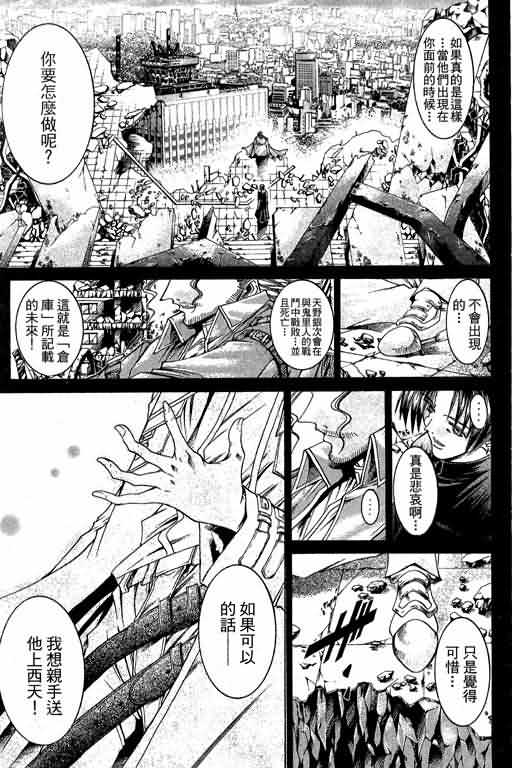 如果真的是這樣
…當他們出現在
你面前的時候…
你要怎麼做呢？
不會出現
的…
天野銀次會在
與鬼里人的戰
鬥中戰敗…並
且死亡…
這就是「倉
庫」所記載
的未來！
…
真是悲哀啊…
…
只是覺得
可惜…
如果可以
的話——
我想親手送
他上西天！